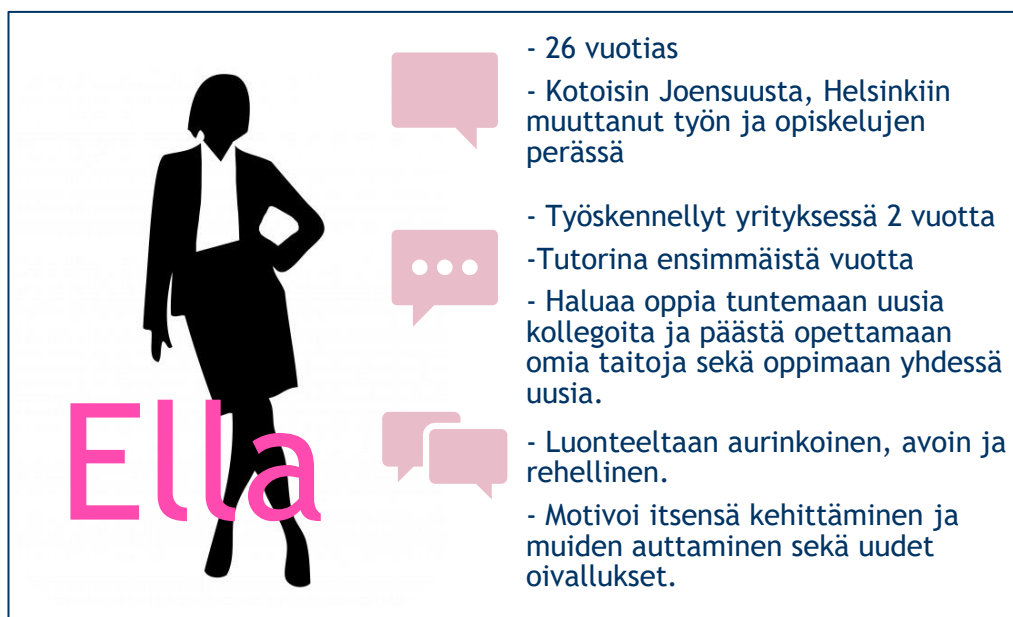 - 26 vuotias
- Kotoisin Joensuusta, Helsinkiin
muuttanut työn ja opiskelujen
perässä
- Työskennellyt yrityksessä 2 vuotta
-Tutorina ensimmäistä vuotta
- Haluaa oppia tuntemaan uusia
kollegoita ja päästä opettamaan
omia taitoja sekä oppimaan yhdessä
uusia.
- Luonteeltaan aurinkoinen, avoin ja
rehellinen.
- Motivoi itsensä kehittäminen ja
muiden auttaminen sekä uudet
oivallukset.
Ella